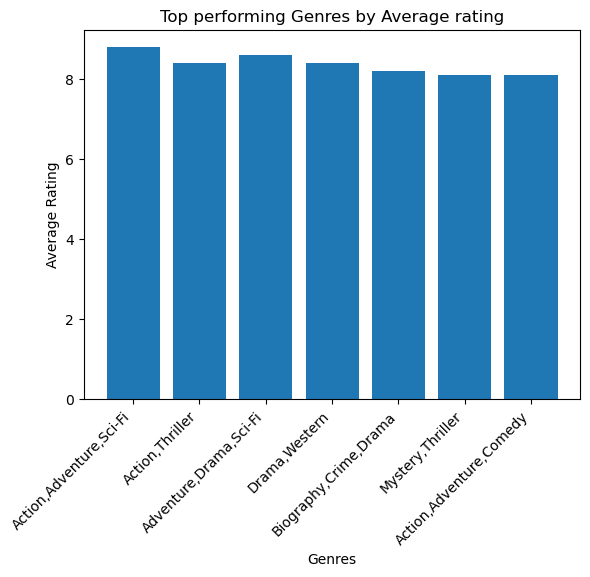 Top performing Genres by Average rating
Average Rating
8
6
4
2
0
Action,Adventure,Sci-Fi
Action,Thriller
Adventure,Drama,Sci-Fi
Drama,Western
Biography,Crime,Drama
Mystery,Thriller
Action,Adventure,Comedy
Genres